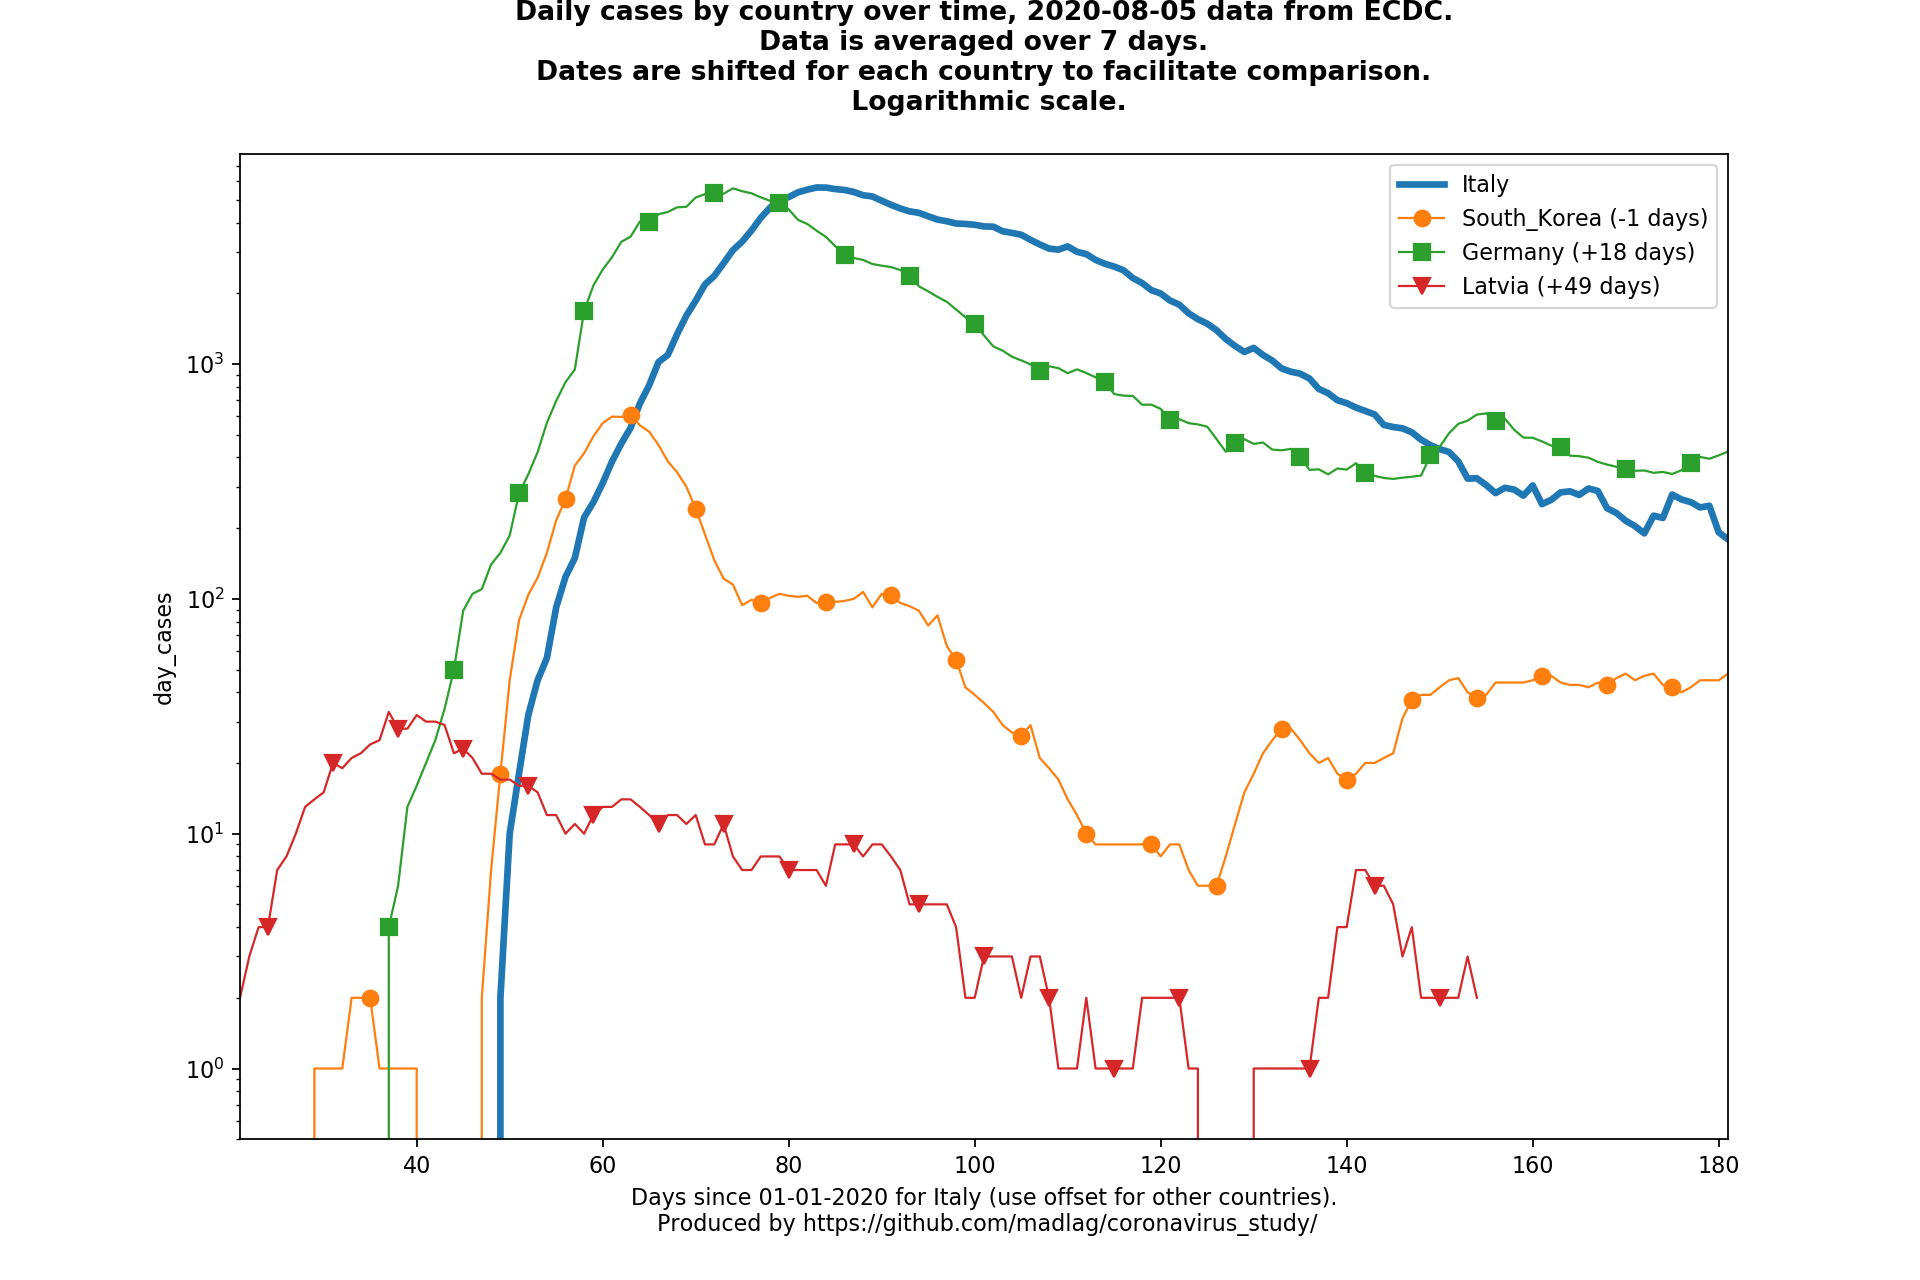 Daily cases by country over time, 2020-08-05 data from ECDC.
Data is averaged over 7 days.
Dates are shifted for each country to facilitate comparison.
Logarithmic scale.
Italy
South_Korea (-1 days)
Germany (+18 days)
Latvia (+49 days)
10³
10²
10¹
10⁰
day_cases
40 60 80 100 120 140 160 180
Days since 01-01-2020 for Italy (use offset for other countries).
Produced by https://github.com/madlag/coronavirus_study/